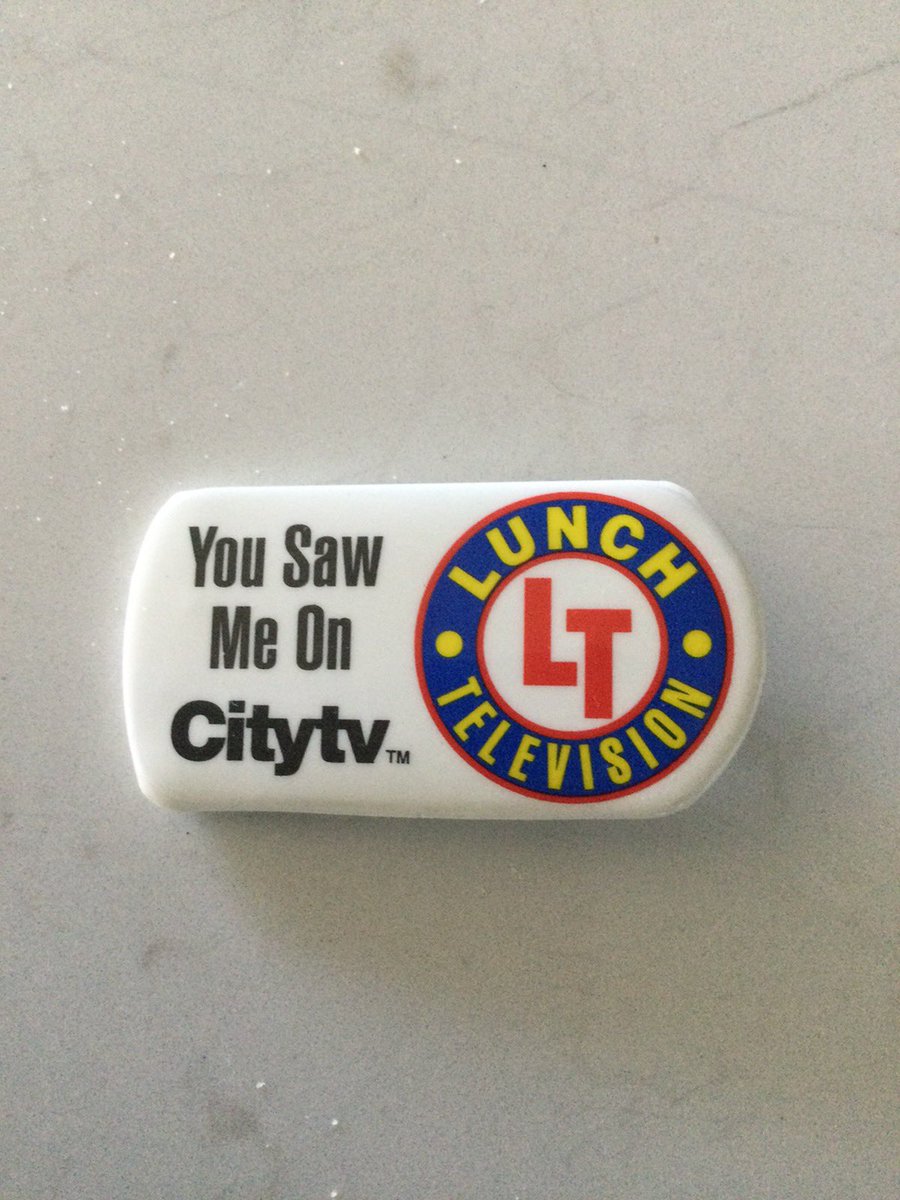 You Saw
Me On
Citytv™
LUNCH
LT
TELEVISION